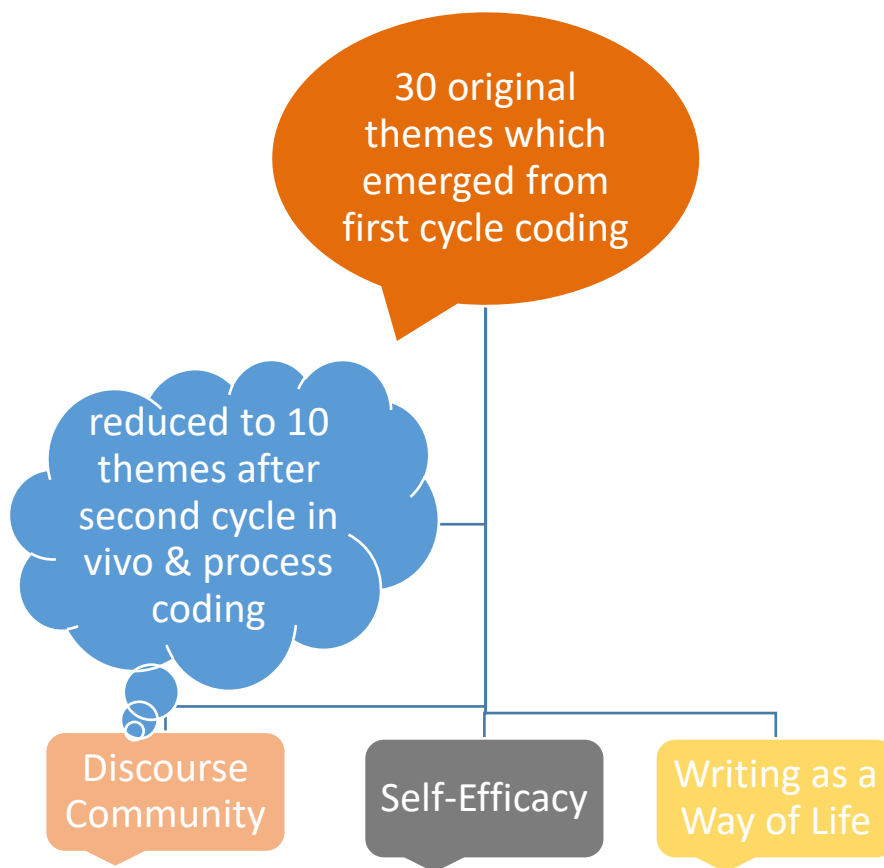 30 original
themes which
emerged from
first cycle coding
reduced to 10
themes after
second cycle in
vivo & process
coding
Discourse
Community
Self-Efficacy
Writing as a
Way of Life